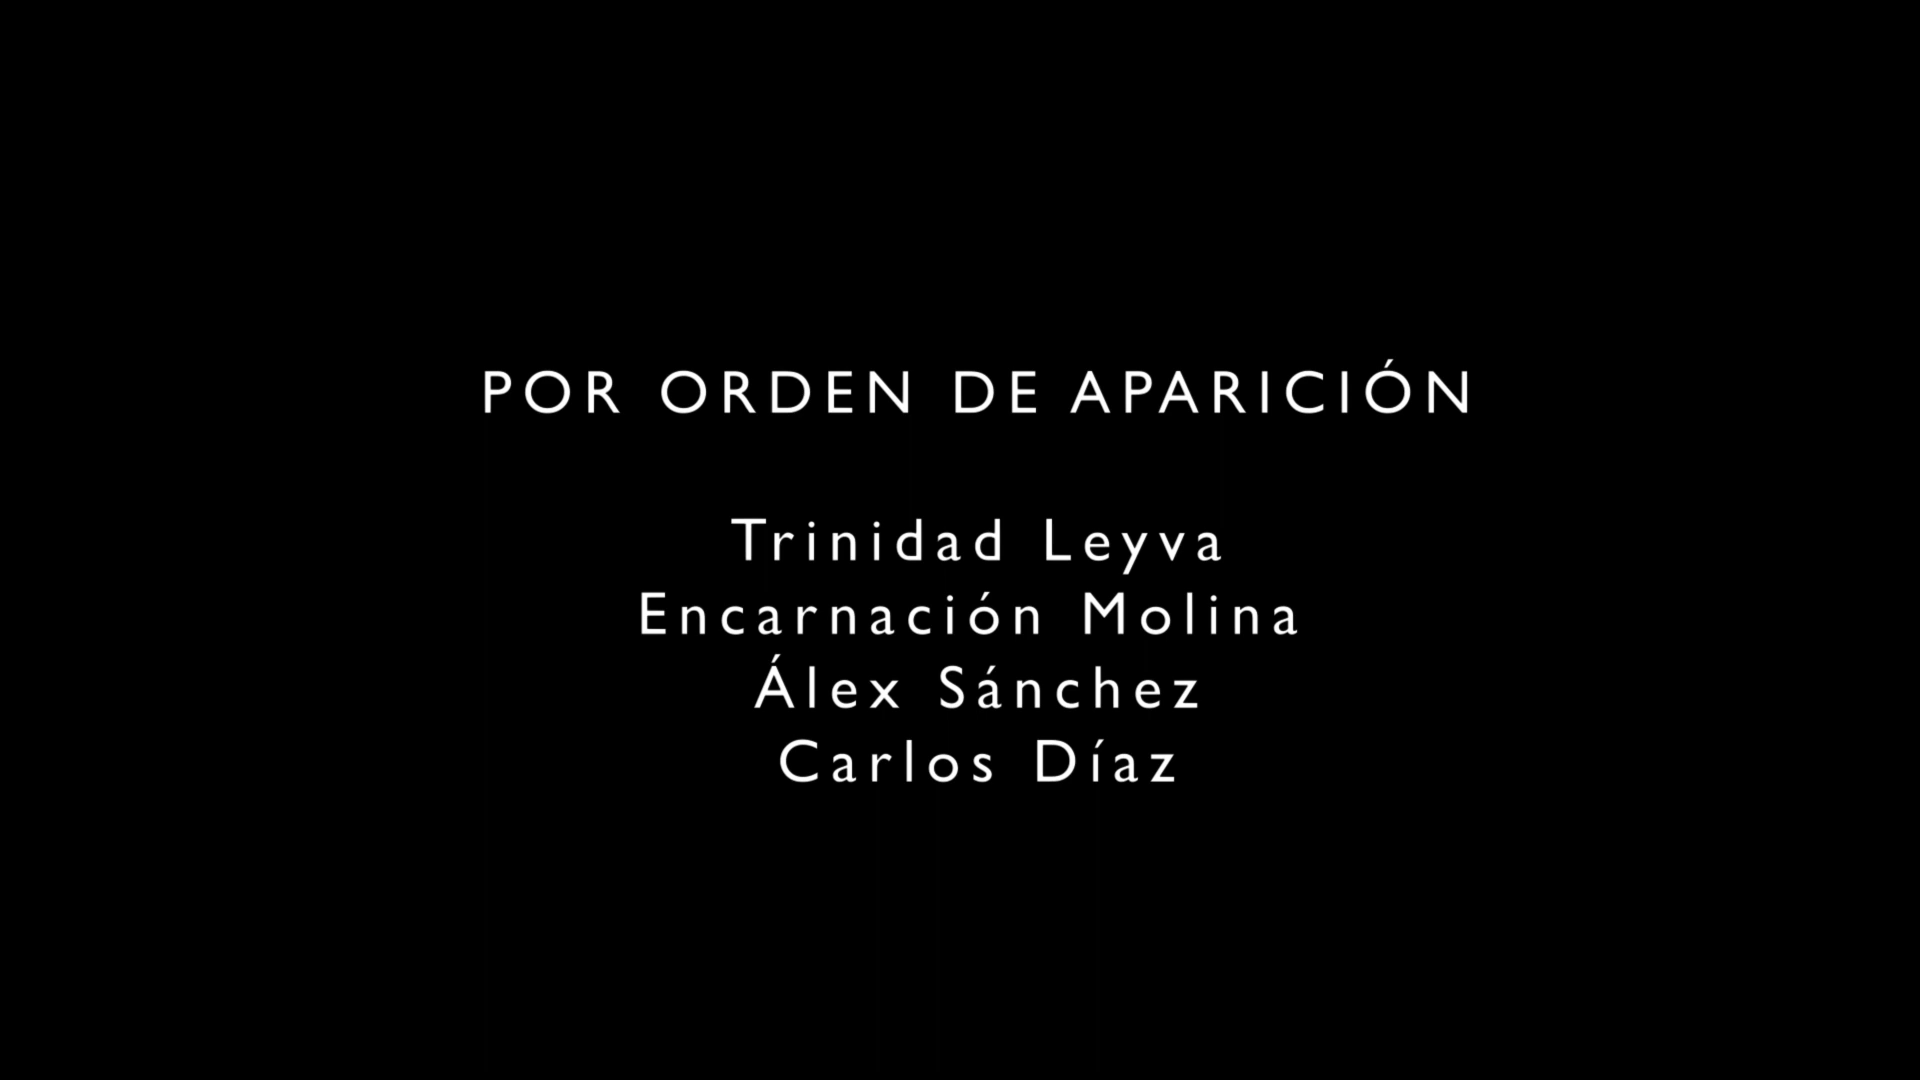 POR ORDEN DE APARICIÓN
Trinidad Leyva
Encarnación Molina
Álex Sánchez
Carlos Díaz